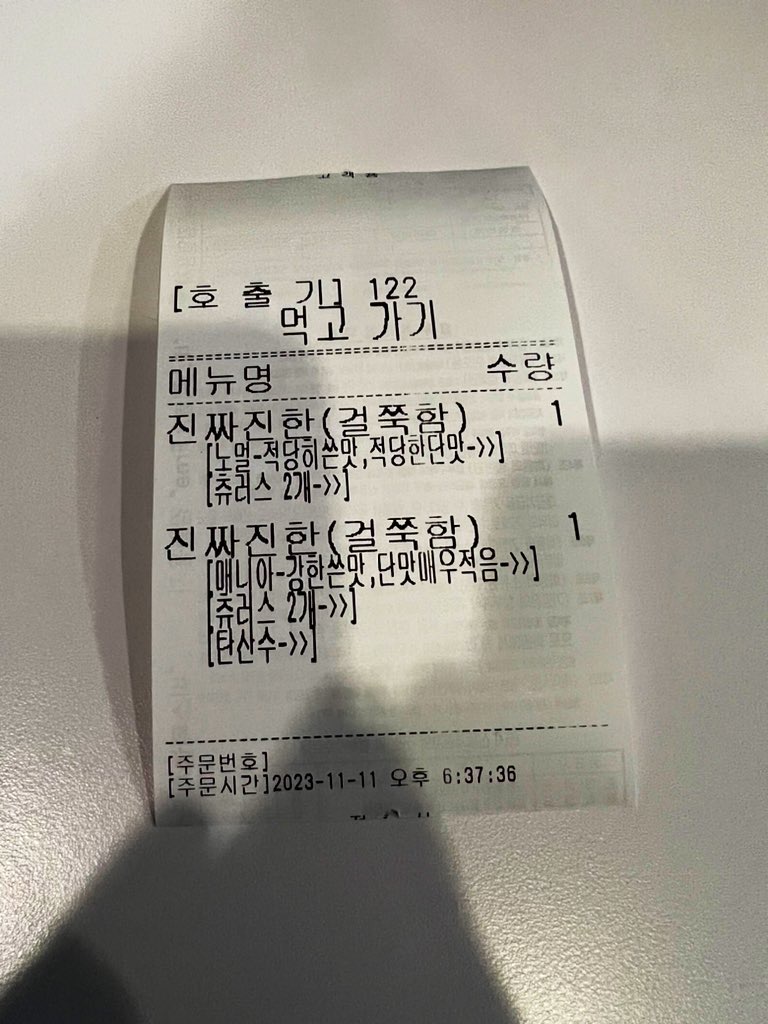 [호 출 기] 122
먹고 가기
메뉴명 수량
진짜진한(걸쭉함) 1
[노멀-적당히쓴맛,적당한단맛->>]
[츄러스 2개->>]
진짜진한(걸쭉함) 1
[매니아-강한쓴맛,단맛매우적음->>]
[츄러스 2개->>]
[탄산수->>]
[주문번호]
[주문시간]2023-11-11 오후 6:37:36